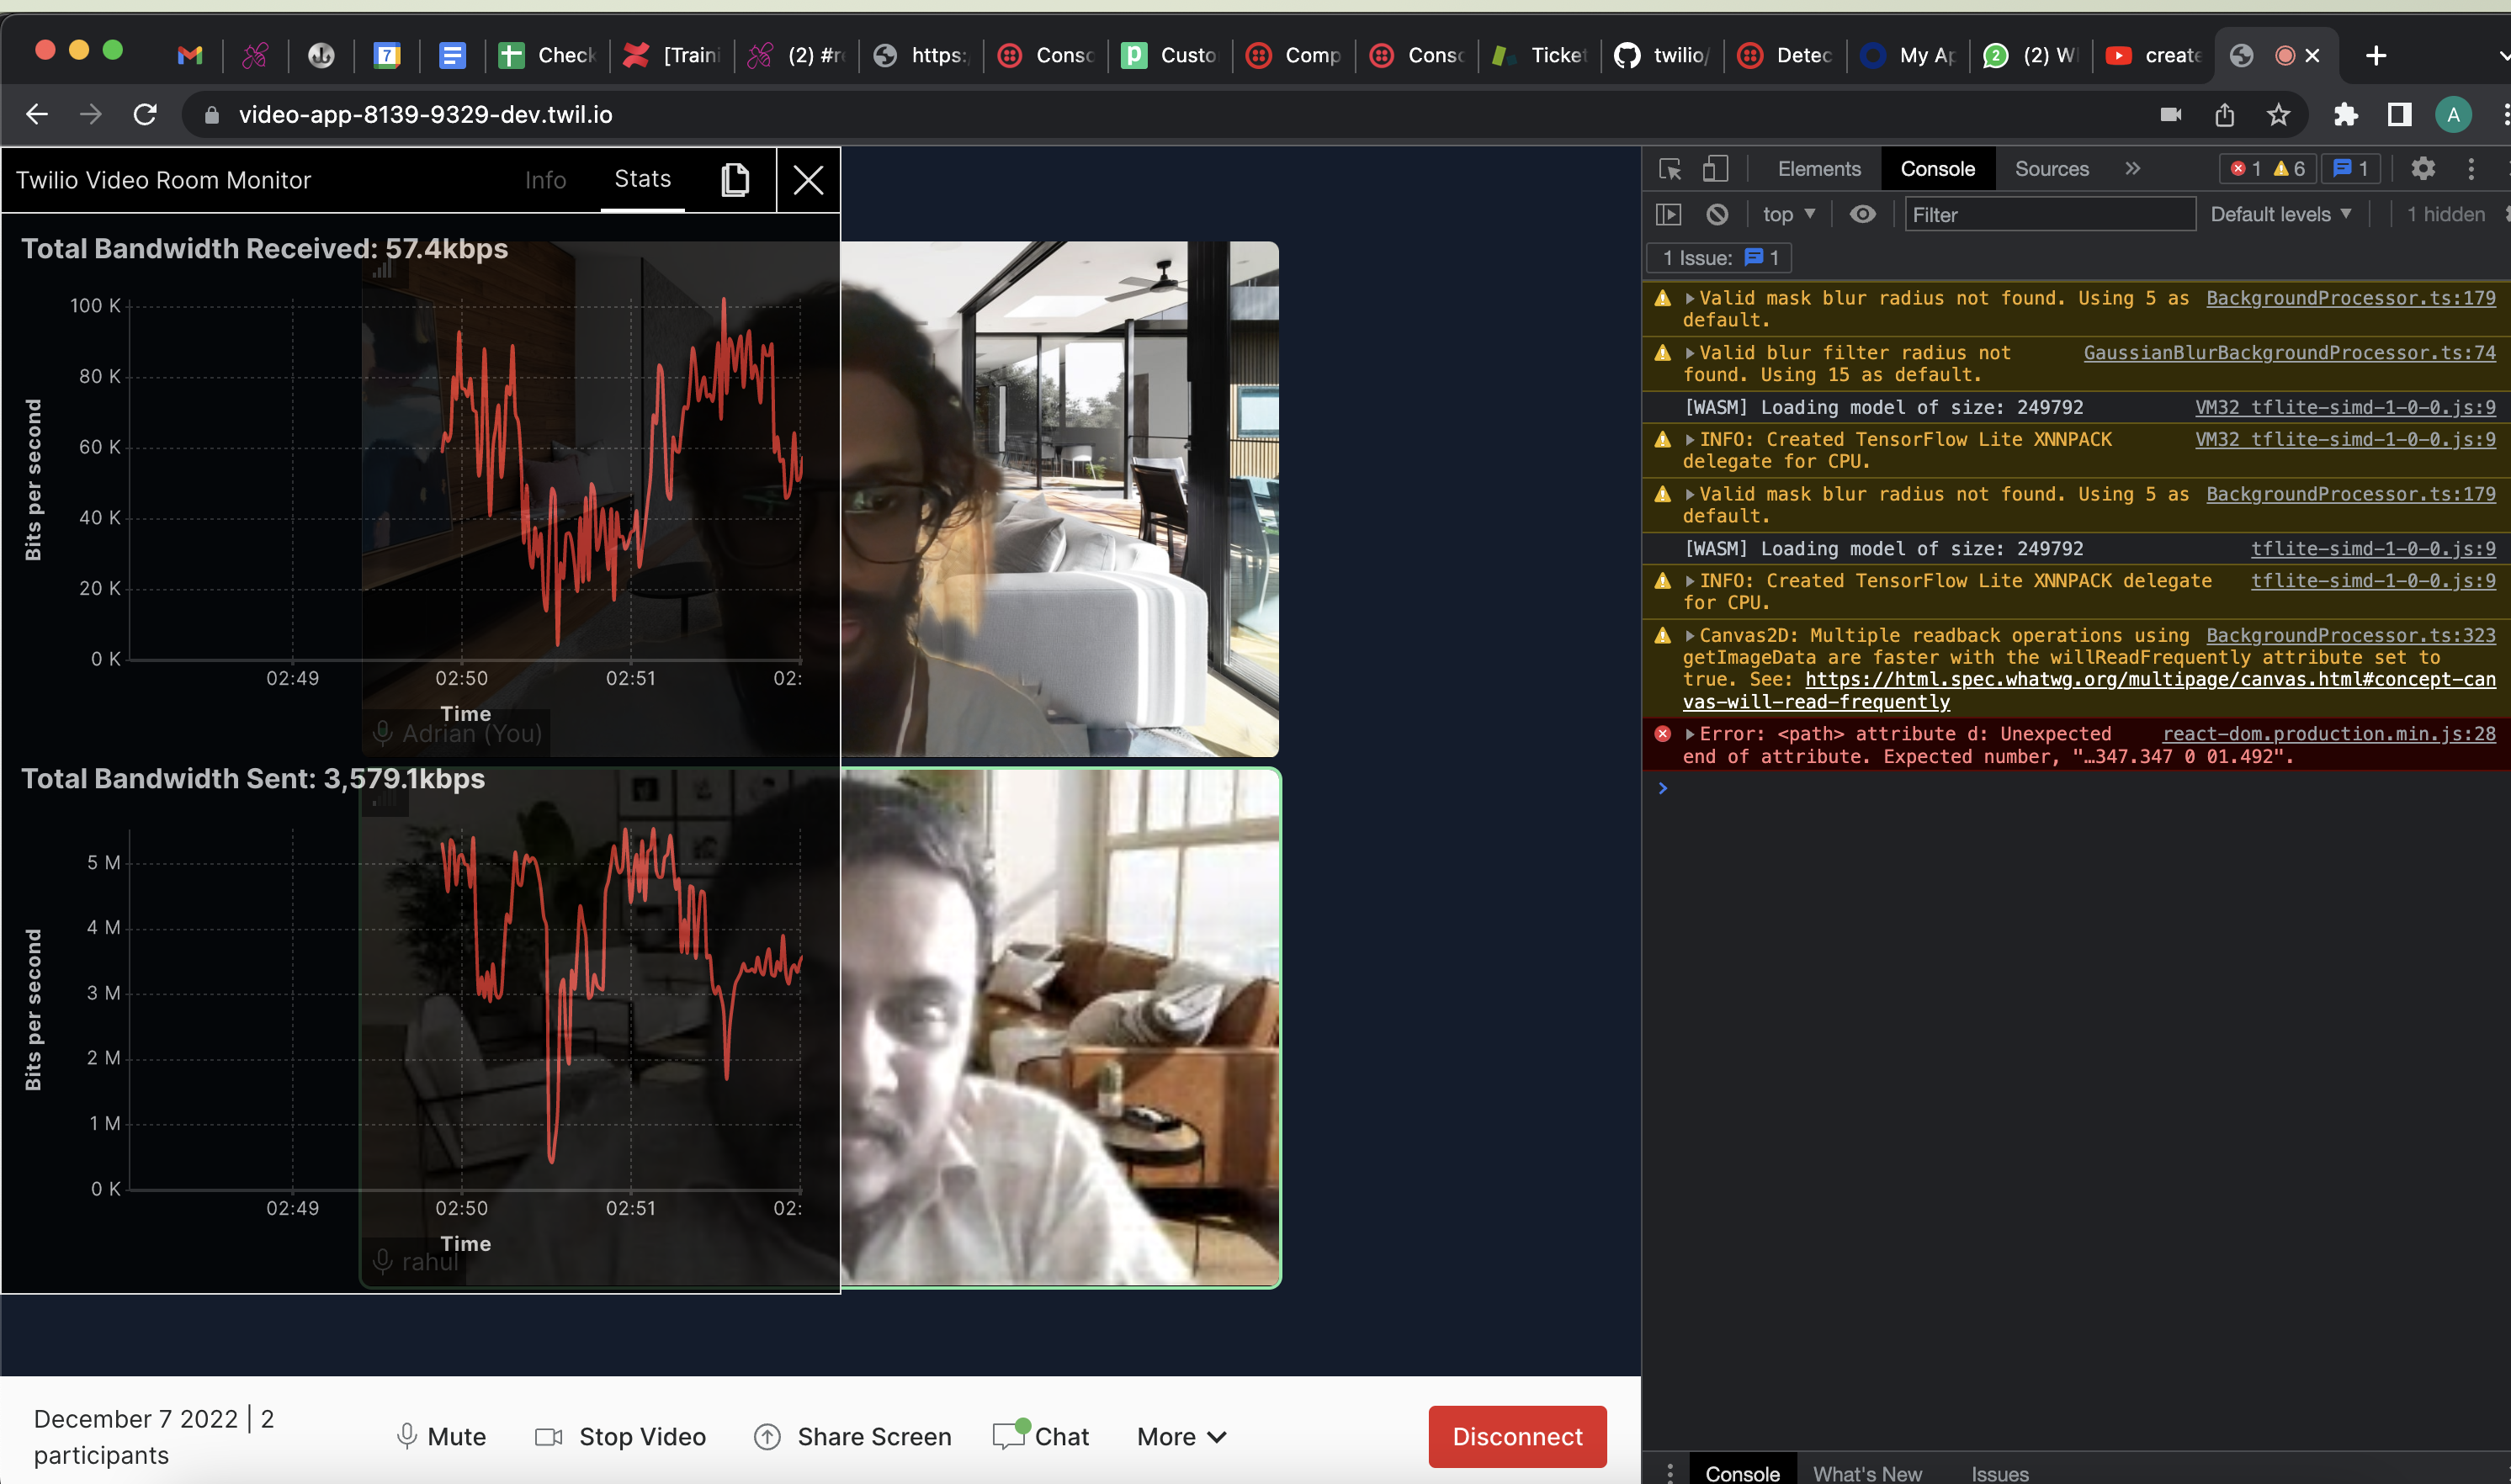 7
Check
[Traini
(2) #r
https:
Consc
Custo
Comp
Consc
Ticket
twilio/
Detec
My Ap
2
(2) W
create
video-app-8139-9329-dev.twil.io
A
Twilio Video Room Monitor
Info
Stats
Total Bandwidth Received: 57.4kbps
Bits per second
100 K
80 K
60 K
40 K
20 K
0 K
02:49
02:50
02:51
02:
Time
Adrian (You)
Total Bandwidth Sent: 3,579.1kbps
Bits per second
5 M
4 M
3 M
2 M
1 M
0 K
02:49
02:50
02:51
02:
Time
rahul
December 7 2022 | 2
participants
Mute
Stop Video
Share Screen
Chat
More
Disconnect
Elements
Console
Sources
1
6
1
top
Filter
Default levels
1 hidden
1 Issue: 1
Valid mask blur radius not found. Using 5 as BackgroundProcessor.ts:179
default.
Valid blur filter radius not GaussianBlurBackgroundProcessor.ts:74
found. Using 15 as default.
[WASM] Loading model of size: 249792 VM32 tflite-simd-1-0-0.js:9
INFO: Created TensorFlow Lite XNNPACK VM32 tflite-simd-1-0-0.js:9
delegate for CPU.
Valid mask blur radius not found. Using 5 as BackgroundProcessor.ts:179
default.
[WASM] Loading model of size: 249792 tflite-simd-1-0-0.js:9
INFO: Created TensorFlow Lite XNNPACK delegate tflite-simd-1-0-0.js:9
for CPU.
Canvas2D: Multiple readback operations using BackgroundProcessor.ts:323
getImageData are faster with the willReadFrequently attribute set to
true. See: https://html.spec.whatwg.org/multipage/canvas.html#concept-can
vas-will-read-frequently
Error: <path> attribute d: Unexpected react-dom.production.min.js:28
end of attribute. Expected number, "…347.347 0 01.492".
Console
What's New
Issues